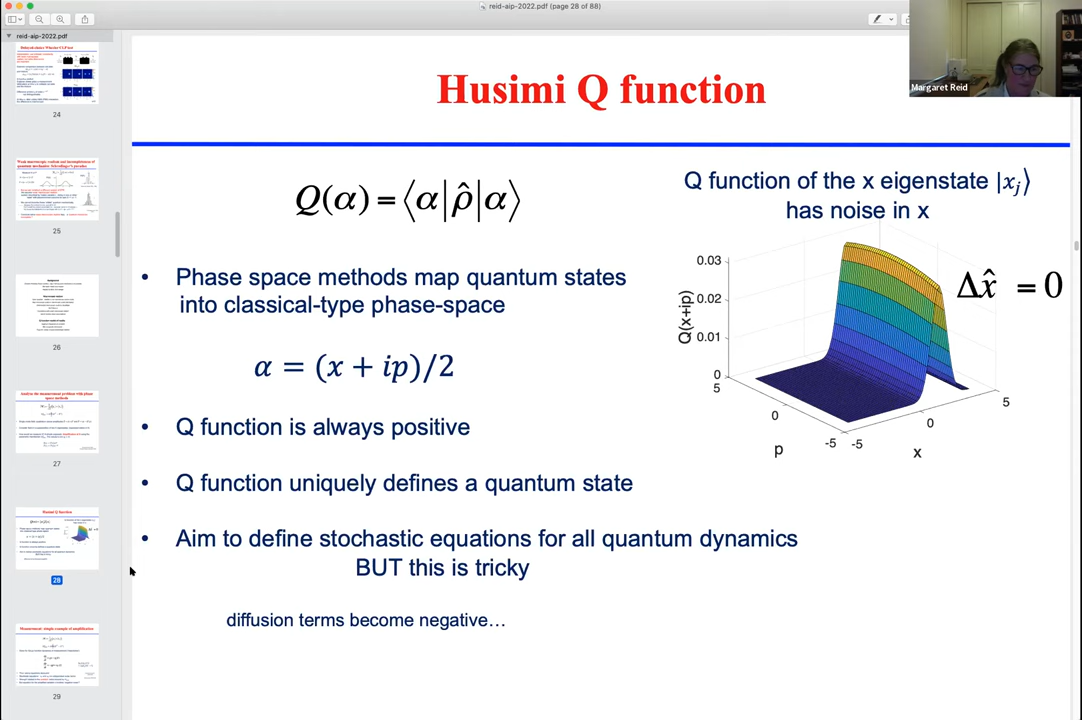 reid-aip-2022.pdf (page 28 of 88)
reid-aip-2022.pdf
24
25
26
27
28
29
Margaret Reid
Husimi Q function
Q(α) = ⟨α|ρ̂|α⟩
Q function of the x eigenstate |xⱼ⟩
has noise in x
• Phase space methods map quantum states
into classical-type phase-space
α = (x + ip)/2
• Q function is always positive
• Q function uniquely defines a quantum state
• Aim to define stochastic equations for all quantum dynamics
BUT this is tricky
diffusion terms become negative…
Δx̂ = 0
Q(x+ip)
0.03
0.02
0.01
0
5
0
-5
p
-5
0
5
x